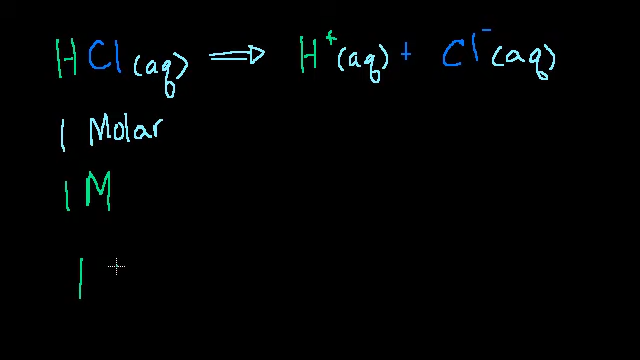 HCl(aq) ⟹ H⁺(aq) + Cl⁻(aq)
1 Molar
1 M
1